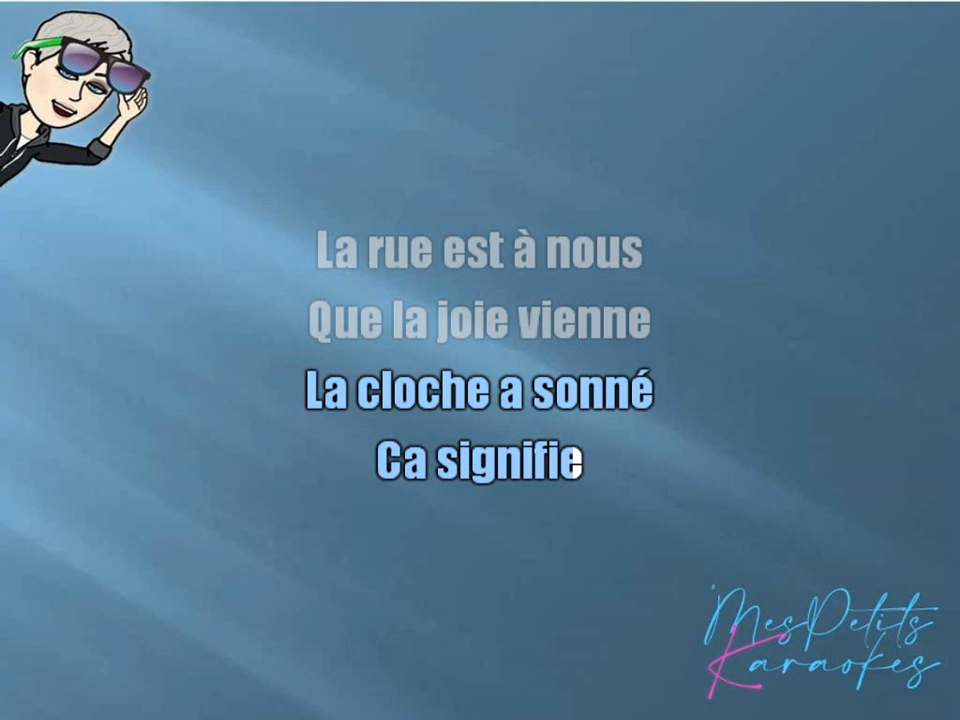 La rue est à nous
Que la joie vienne
La cloche a sonné
Ca signifie
MesPetits
Karaokes